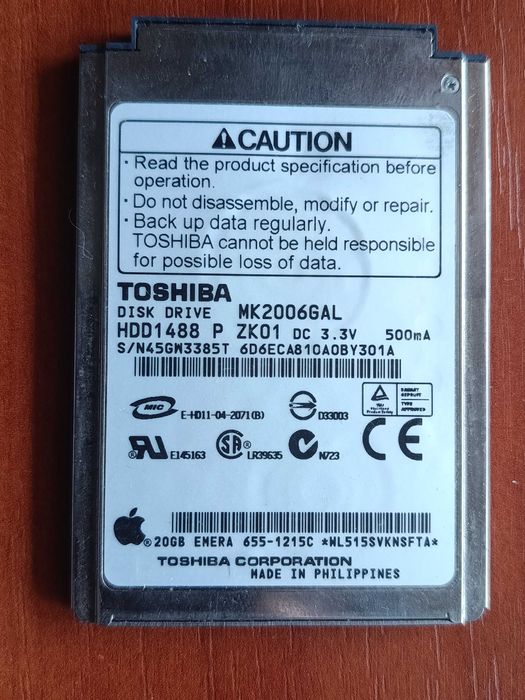 CAUTION
· Read the product specification before
operation.
· Do not disassemble, modify or repair.
· Back up data regularly.
TOSHIBA cannot be held responsible
for possible loss of data.
TOSHIBA
DISK DRIVE MK2006GAL
HDD1488 P ZK01 DC 3.3V 500mA
S/N45GW3385T 6D6ECA810A0BY301A
MIC E-HD11-04-2071(B) D33003
E145163 LR39635 N723 CE
20GB EMERA 655-1215C *WL515SVKNSFTA*
TOSHIBA CORPORATION
MADE IN PHILIPPINES